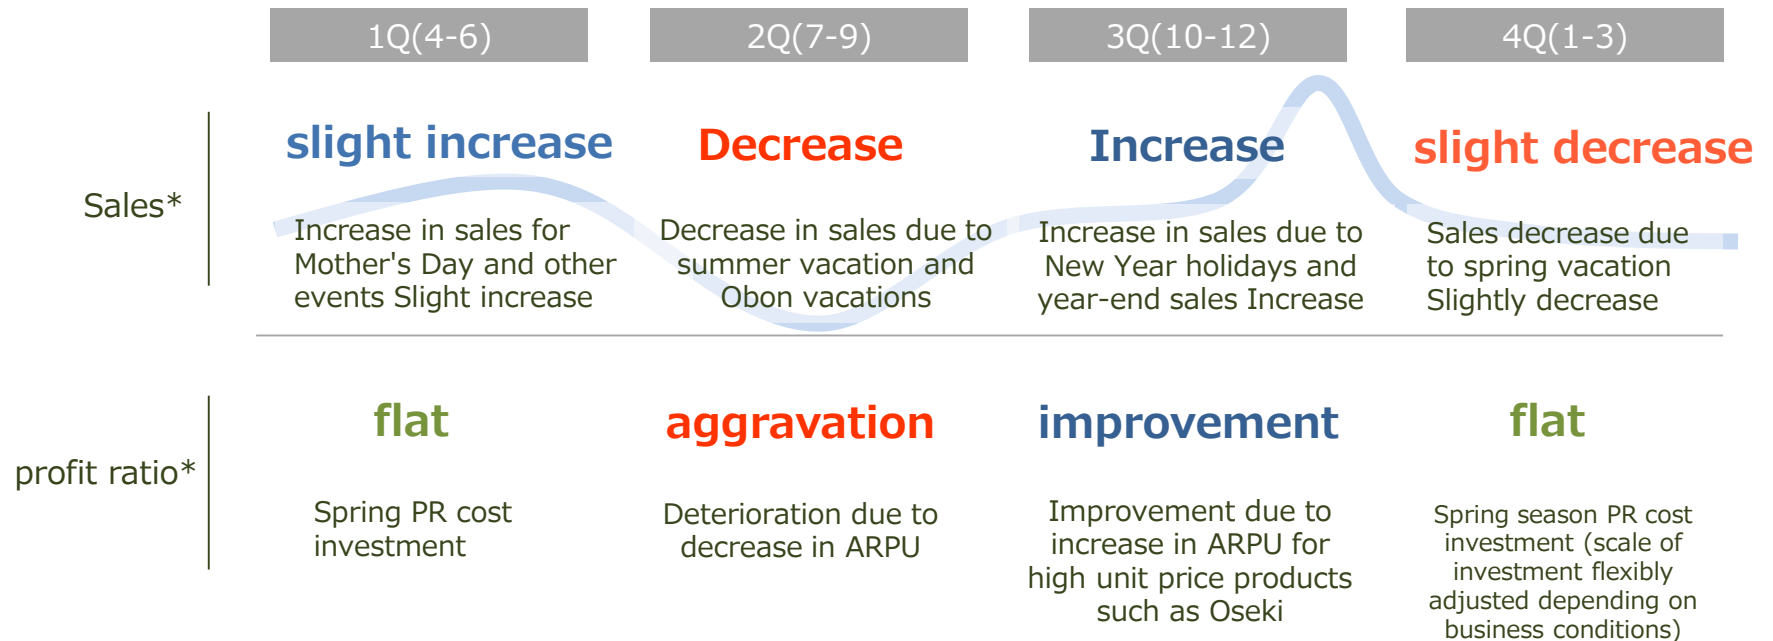 1Q(4-6)
2Q(7-9)
3Q(10-12)
4Q(1-3)
Sales*
slight increase
Increase in sales for
Mother's Day and other
events Slight increase
Decrease
Decrease in sales due to
summer vacation and
Obon vacations
Increase
Increase in sales due to
New Year holidays and
year-end sales Increase
slight decrease
Sales decrease due
to spring vacation
Slightly decrease
profit ratio*
flat
Spring PR cost
investment
aggravation
Deterioration due to
decrease in ARPU
improvement
Improvement due to
increase in ARPU for
high unit price products
such as Oseki
flat
Spring season PR cost
investment (scale of
investment flexibly
adjusted depending on
business conditions)